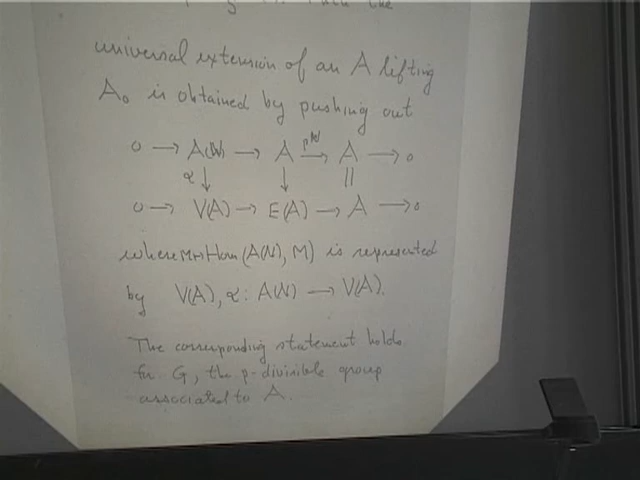 the
universal extension of an A lifting
A₀ is obtained by pushing out
0 → A(N) → A →p^N A → 0
α ↓ ↓ ||
0 → V(A) → E(A) → A → 0
where M ↦ Hom (A(N), M) is represented
by V(A), α: A(N) → V(A).
The corresponding statement holds
for G, the p-divisible group
associated to A.